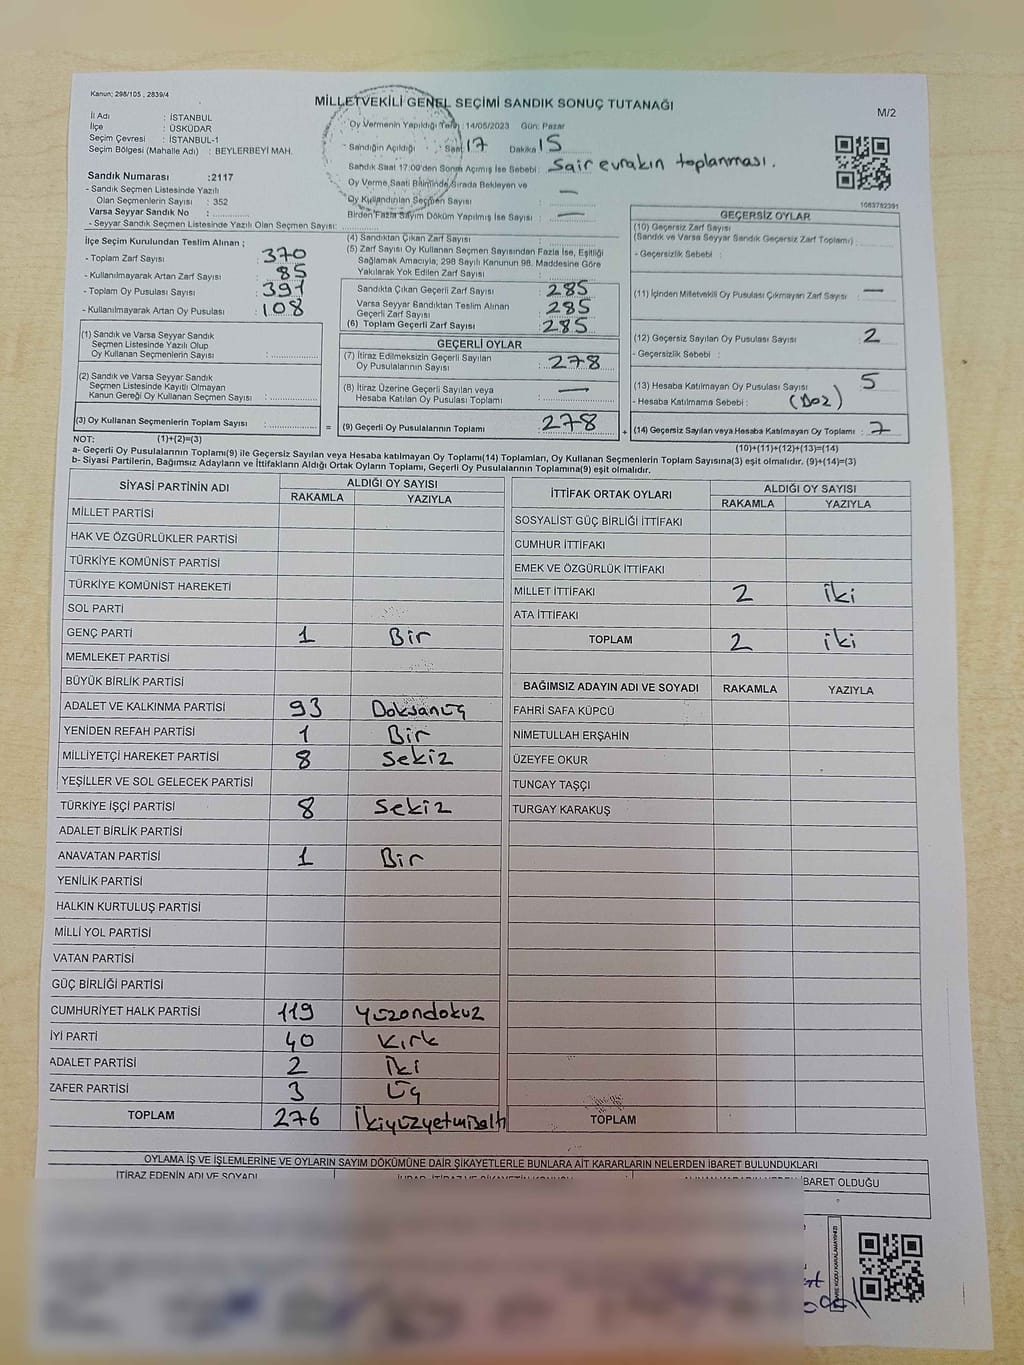 Kanun; 298/105 , 2839/4
MİLLETVEKİLİ GENEL SEÇİMİ SANDIK SONUÇ TUTANAĞI
M/2
İl Adı : İSTANBUL
İlçe : ÜSKÜDAR
Seçim Çevresi : İSTANBUL-1
Seçim Bölgesi (Mahalle Adı) : BEYLERBEYİ MAH.
Sandık Numarası :2117
- Sandık Seçmen Listesinde Yazılı
Olan Seçmenlerin Sayısı : 352
Varsa Seyyar Sandık No :
- Seyyar Sandık Seçmen Listesinde Yazılı Olan Seçmen Sayısı:
Oy Vermenin Yapıldığı Tarih :14/05/2023 Gün: Pazar
Sandığın Açıldığı Saat 17 Dakika 15
Sandık Saat 17:00'den Sonra Açılmış İse Sebebi : Sair evrakın toplanması.
Oy Verme Saati Bitiminde Sırada Bekleyen ve
Oy Kullandırılan Seçmen Sayısı : —
Birden Fazla Sayım Döküm Yapılmış İse Sayısı : —
1083782391
İlçe Seçim Kurulundan Teslim Alınan ;
- Toplam Zarf Sayısı : 370
- Kullanılmayarak Artan Zarf Sayısı : 85
- Toplam Oy Pusulası Sayısı : 391
- Kullanılmayarak Artan Oy Pusulası : 108
(1) Sandık ve Varsa Seyyar Sandık
Seçmen Listesinde Yazılı Olup
Oy Kullanan Seçmenlerin Sayısı :
(2) Sandık ve Varsa Seyyar Sandık
Seçmen Listesinde Kayıtlı Olmayan
Kanun Gereği Oy Kullanan Seçmen Sayısı :
(3) Oy Kullanan Seçmenlerin Toplam Sayısı :
(4) Sandıktan Çıkan Zarf Sayısı :
(5) Zarf Sayısı Oy Kullanan Seçmen Sayısından Fazla İse, Eşitliği
Sağlamak Amacıyla; 298 Sayılı Kanunun 98. Maddesine Göre
Yakılarak Yok Edilen Zarf Sayısı :
Sandıkta Çıkan Geçerli Zarf Sayısı : 285
Varsa Seyyar Sandıktan Teslim Alınan
Geçerli Zarf Sayısı : 285
(6) Toplam Geçerli Zarf Sayısı : 285
GEÇERLİ OYLAR
(7) İtiraz Edilmeksizin Geçerli Sayılan
Oy Pusulalarının Sayısı : 278
(8) İtiraz Üzerine Geçerli Sayılan veya
Hesaba Katılan Oy Pusulası Toplamı : —
= (9) Geçerli Oy Pusulalarının Toplamı : 278
GEÇERSİZ OYLAR
(10) Geçersiz Zarf Sayısı
(Sandık ve Varsa Seyyar Sandık Geçersiz Zarf Toplamı) :
- Geçersizlik Sebebi :
(11) İçinden Milletvekili Oy Pusulası Çıkmayan Zarf Sayısı : —
(12) Geçersiz Sayılan Oy Pusulası Sayısı : 2
- Geçersizlik Sebebi :
(13) Hesaba Katılmayan Oy Pusulası Sayısı : 5
- Hesaba Katılmama Sebebi : (Boz)
+ (14) Geçersiz Sayılan veya Hesaba Katılmayan Oy Toplamı : 7
NOT: (1)+(2)=(3)
(10)+(11)+(12)+(13)=(14)
a- Geçerli Oy Pusulalarının Toplamı(9) ile Geçersiz Sayılan veya Hesaba katılmayan Oy Toplamı(14) Toplamları, Oy Kullanan Seçmenlerin Toplam Sayısına(3) eşit olmalıdır. (9)+(14)=(3)
b- Siyasi Partilerin, Bağımsız Adayların ve İttifakların Aldığı Ortak Oyların Toplamı, Geçerli Oy Pusulalarının Toplamına(9) eşit olmalıdır.
SİYASİ PARTİNİN ADI ALDIĞI OY SAYISI
RAKAMLA YAZIYLA
MİLLET PARTİSİ
HAK VE ÖZGÜRLÜKLER PARTİSİ
TÜRKİYE KOMÜNİST PARTİSİ
TÜRKİYE KOMÜNİST HAREKETİ
SOL PARTİ
GENÇ PARTİ 1 Bir
MEMLEKET PARTİSİ
BÜYÜK BİRLİK PARTİSİ
ADALET VE KALKINMA PARTİSİ 93 Doksanüç
YENİDEN REFAH PARTİSİ 1 Bir
MİLLİYETÇİ HAREKET PARTİSİ 8 Sekiz
YEŞİLLER VE SOL GELECEK PARTİSİ
TÜRKİYE İŞÇİ PARTİSİ 8 Sekiz
ADALET BİRLİK PARTİSİ
ANAVATAN PARTİSİ 1 Bir
YENİLİK PARTİSİ
HALKIN KURTULUŞ PARTİSİ
MİLLİ YOL PARTİSİ
VATAN PARTİSİ
GÜÇ BİRLİĞİ PARTİSİ
CUMHURİYET HALK PARTİSİ 119 Yüzondokuz
İYİ PARTİ 40 Kırk
ADALET PARTİSİ 2 İki
ZAFER PARTİSİ 3 Üç
TOPLAM 276 İkiyüzyetmişaltı
İTTİFAK ORTAK OYLARI ALDIĞI OY SAYISI
RAKAMLA YAZIYLA
SOSYALİST GÜÇ BİRLİĞİ İTTİFAKI
CUMHUR İTTİFAKI
EMEK VE ÖZGÜRLÜK İTTİFAKI
MİLLET İTTİFAKI 2 İki
ATA İTTİFAKI
TOPLAM 2 İki
BAĞIMSIZ ADAYIN ADI VE SOYADI RAKAMLA YAZIYLA
FAHRİ SAFA KÜPCÜ
NİMETULLAH ERŞAHİN
ÜZEYFE OKUR
TUNCAY TAŞÇI
TURGAY KARAKUŞ
TOPLAM
OYLAMA İŞ VE İŞLEMLERİNE VE OYLARIN SAYIM DÖKÜMÜNE DAİR ŞİKAYETLERLE BUNLARA AİT KARARLARIN NELERDEN İBARET BULUNDUKLARI
İTİRAZ EDENİN ADI VE SOYADI
İBARET OLDUĞU